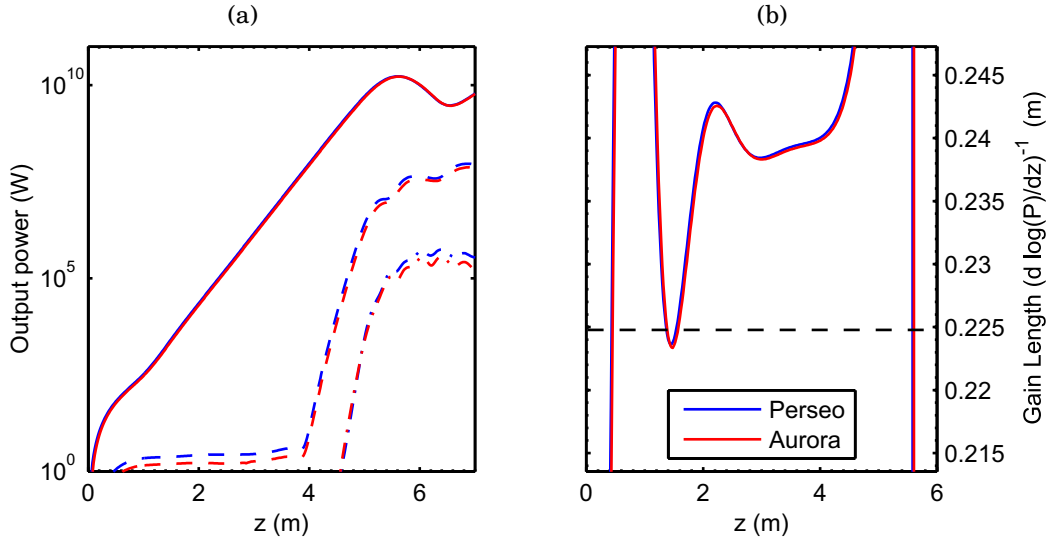 (a)
(b)
Output power (W)
10^10
10^5
10^0
0
2
4
6
z (m)
0.245
0.24
0.235
0.23
0.225
0.22
0.215
Gain Length (d log(P)/dz)^-1 (m)
Perseo
Aurora
0
2
4
6
z (m)